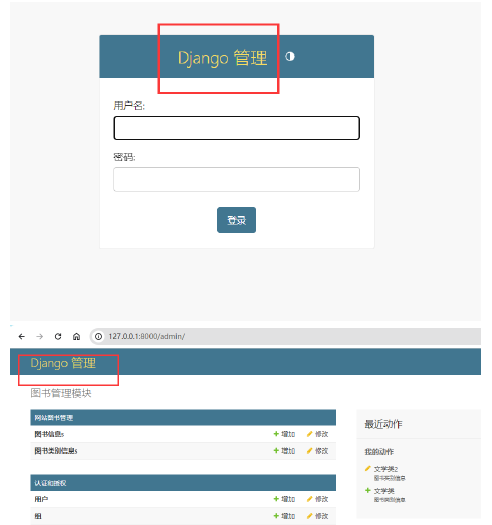 Django 管理
用户名:
密码:
登录
127.0.0.1:8000/admin/
Django 管理
图书管理模块
网站图书管理
图书信息s
增加
修改
图书类别信息s
增加
修改
认证和授权
用户
增加
修改
组
增加
修改
最近动作
我的动作
文学类2
图书类别信息
文学类
图书类别信息